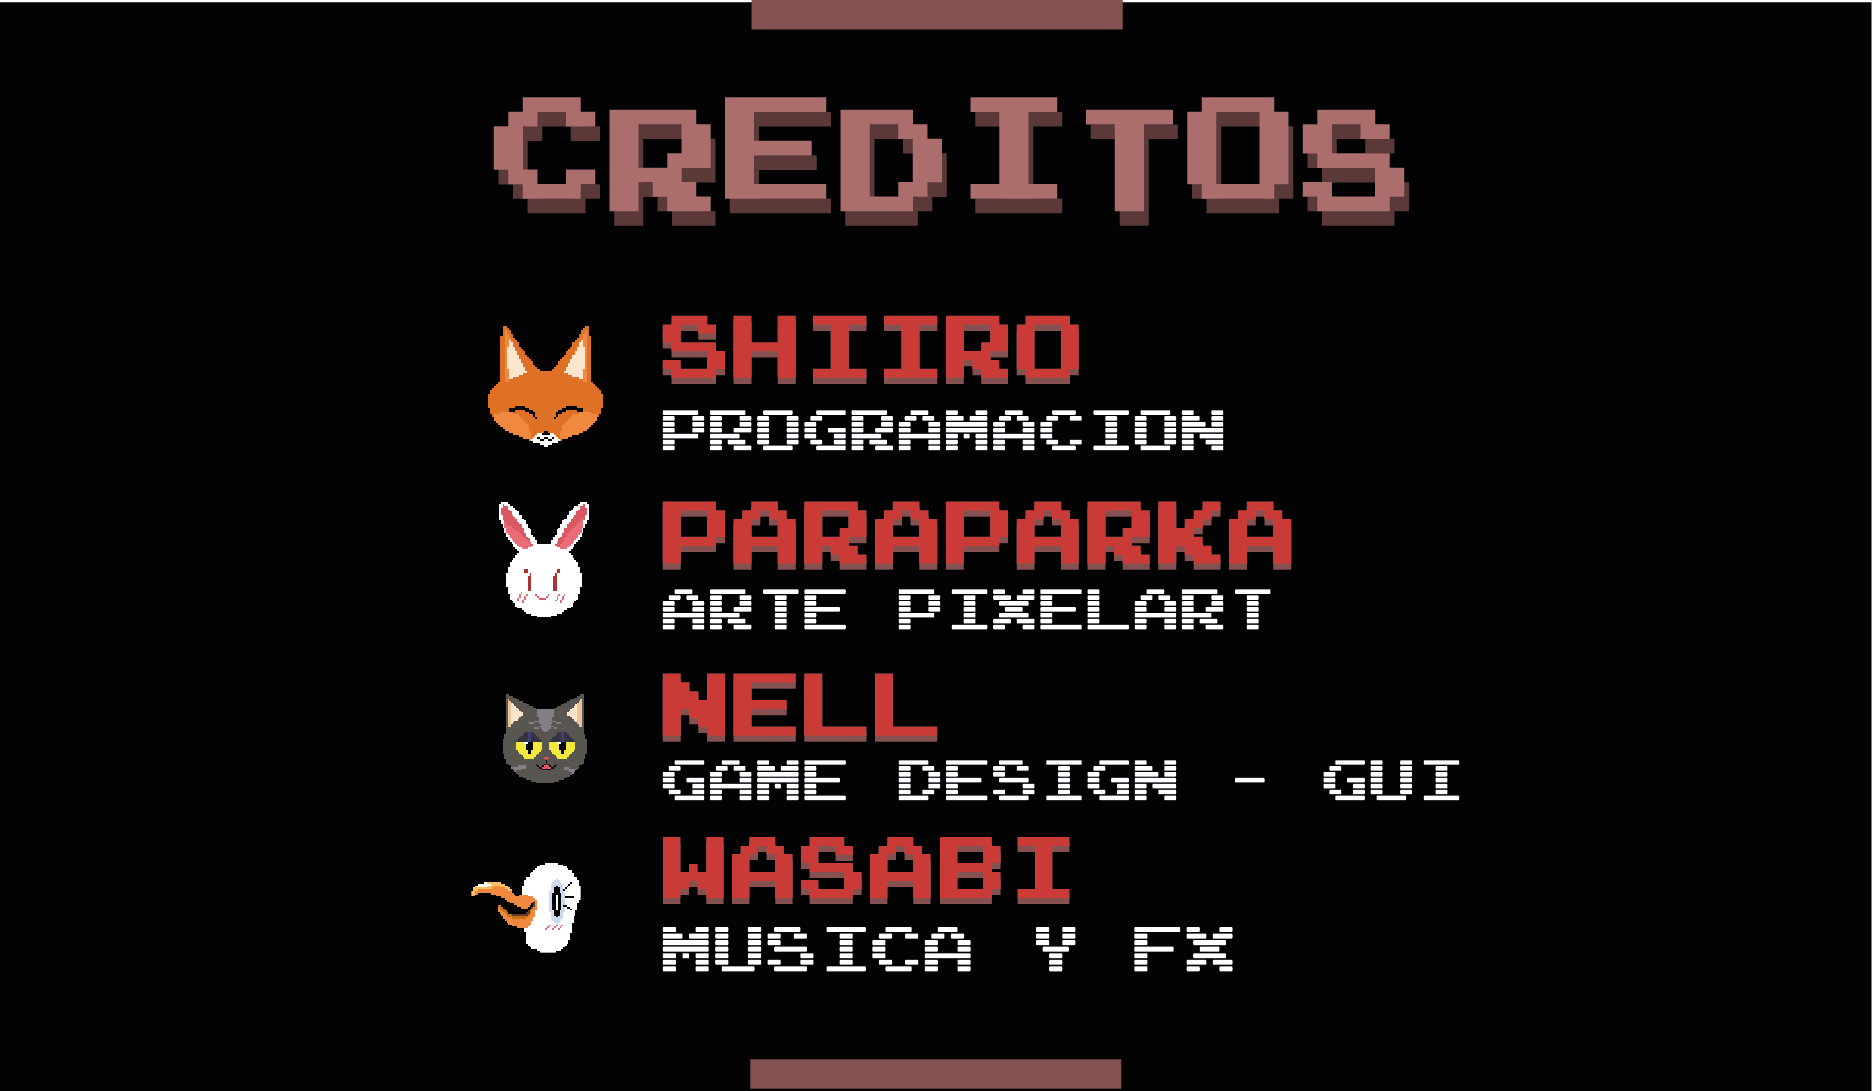 CREDITOS
SHIIRO
PROGRAMACION
PARAPARKA
ARTE PIXELART
NELL
GAME DESIGN - GUI
WASABI
MUSICA Y FX